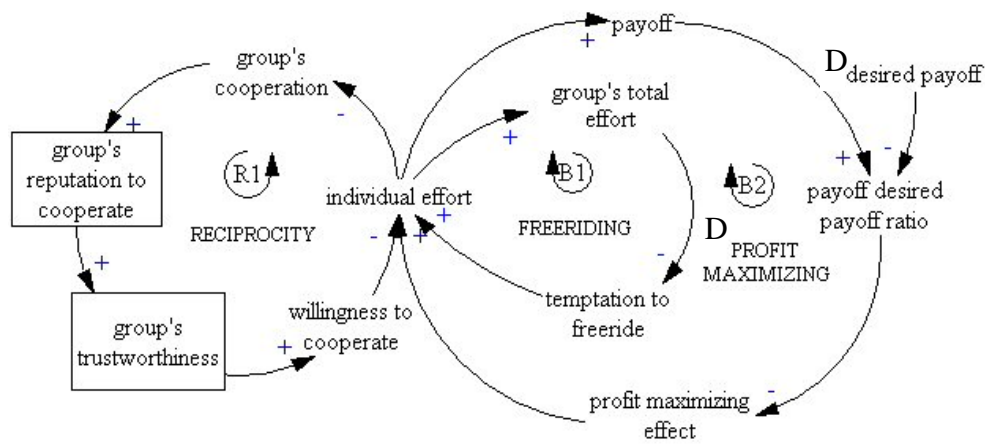 payoff
D
desired payoff
group's
cooperation
-
+
+
group's total
effort
+
group's
reputation to
cooperate
R1
individual effort
B1
B2
+
-
payoff desired
payoff ratio
RECIPROCITY
FREERIDING
D
PROFIT
MAXIMIZING
-
+
+
-
+
temptation to
freeride
group's
trustworthiness
+
willingness to
cooperate
profit maximizing
effect
-